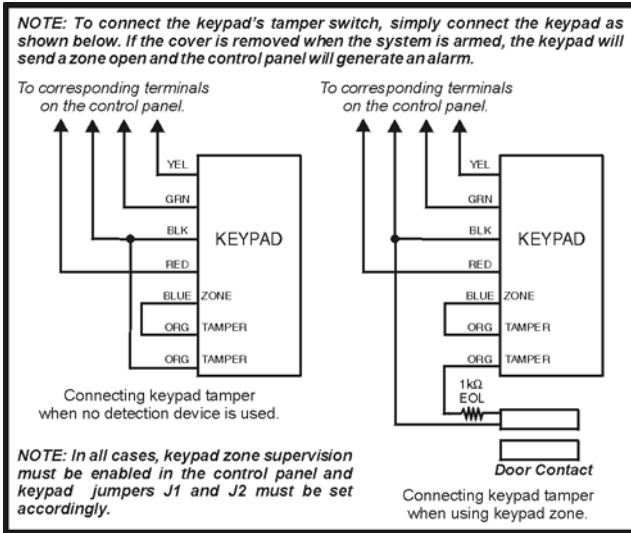 NOTE: To connect the keypad's tamper switch, simply connect the keypad as
shown below. If the cover is removed when the system is armed, the keypad will
send a zone open and the control panel will generate an alarm.
To corresponding terminals
on the control panel.
YEL
GRN
BLK
KEYPAD
RED
BLUE ZONE
ORG TAMPER
ORG TAMPER
Connecting keypad tamper
when no detection device is used.
NOTE: In all cases, keypad zone supervision
must be enabled in the control panel and
keypad jumpers J1 and J2 must be set
accordingly.
To corresponding terminals
on the control panel.
YEL
GRN
BLK
KEYPAD
RED
BLUE ZONE
ORG TAMPER
ORG TAMPER
1kΩ
EOL
Door Contact
Connecting keypad tamper
when using keypad zone.